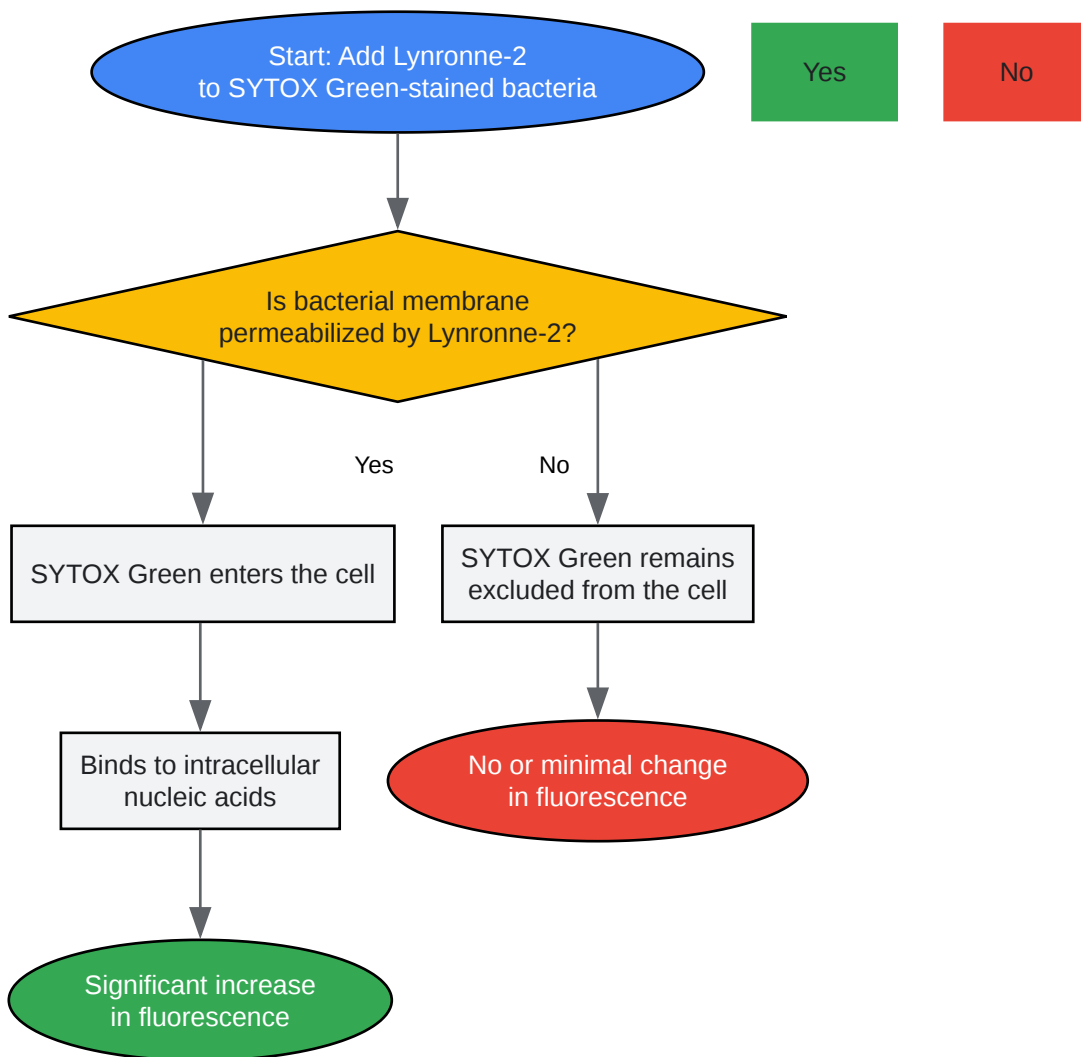 Start: Add Lynronne-2
to SYTOX Green-stained bacteria
Yes
No
Is bacterial membrane
permeabilized by Lynronne-2?
Yes
No
SYTOX Green enters the cell
SYTOX Green remains
excluded from the cell
Binds to intracellular
nucleic acids
No or minimal change
in fluorescence
Significant increase
in fluorescence